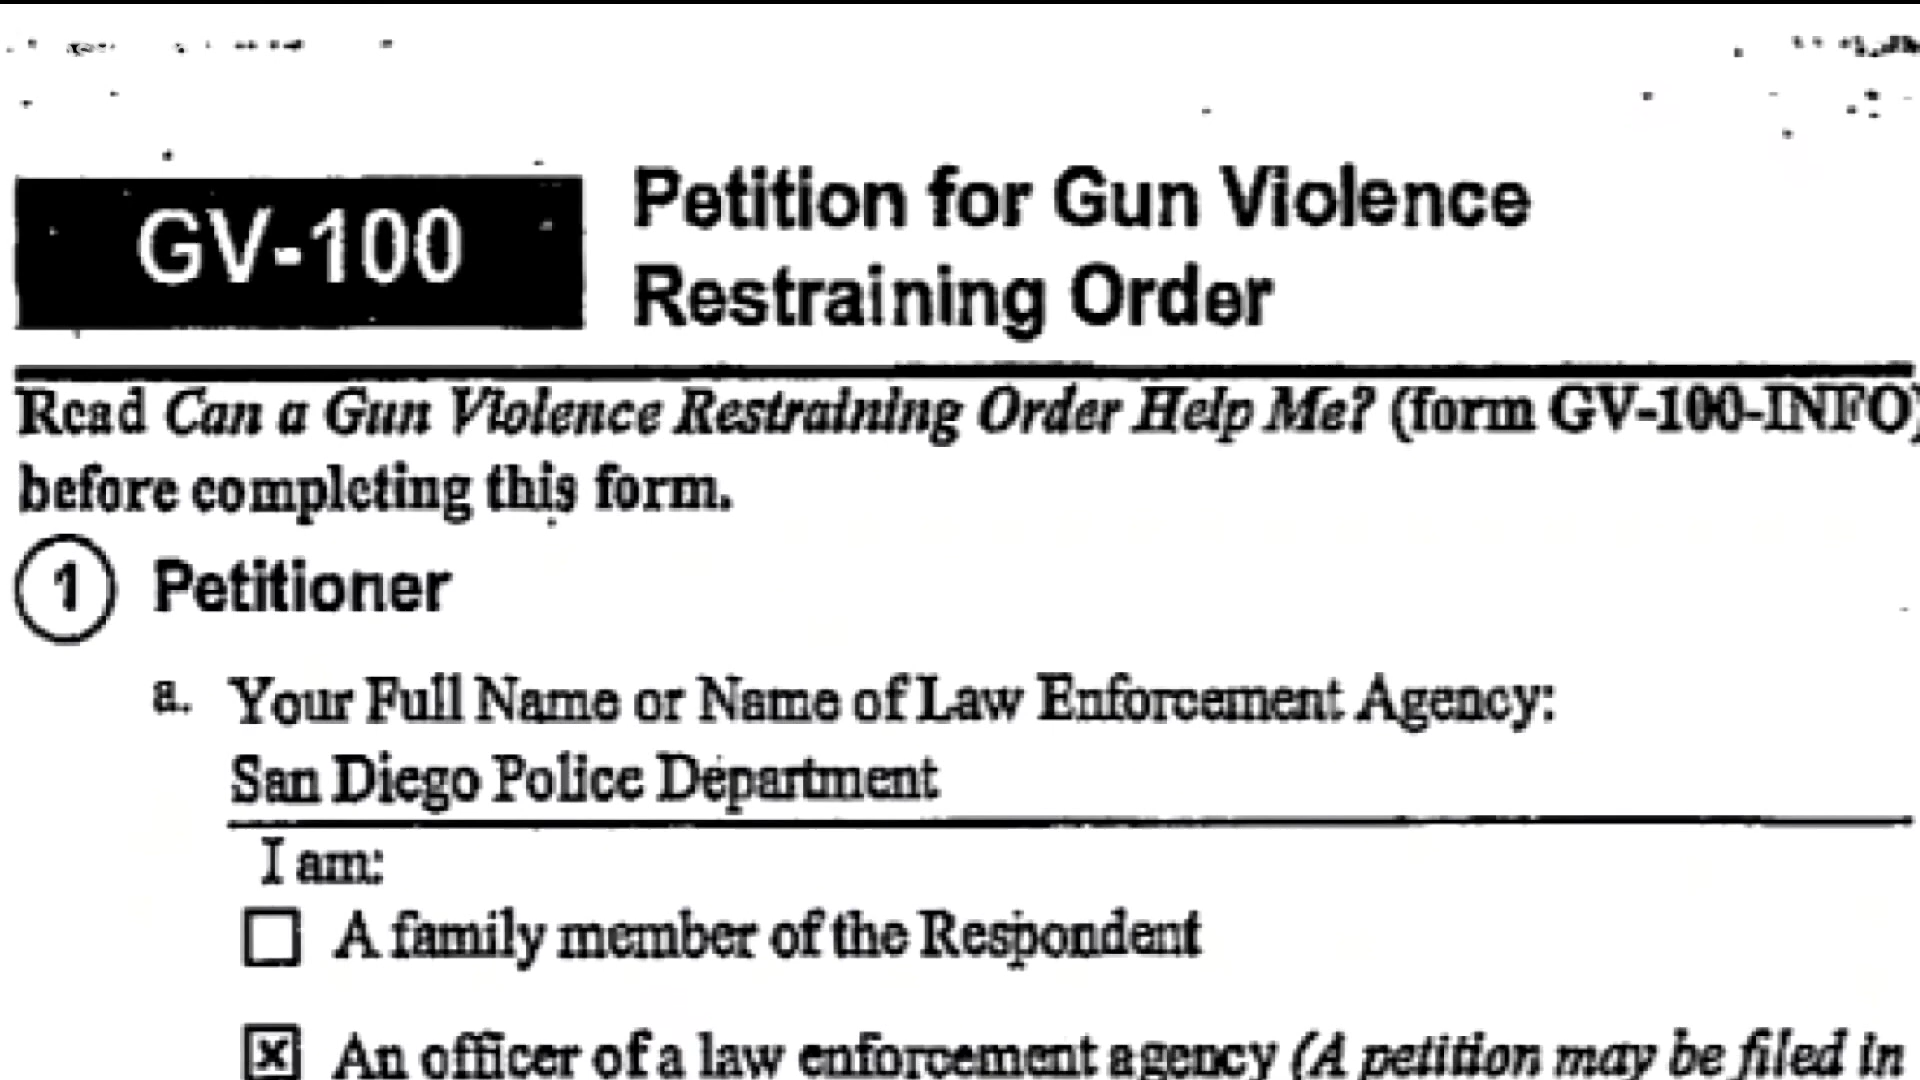 GV-100
Petition for Gun Violence
Restraining Order
Read Can a Gun Violence Restraining Order Help Me? (form GV-100-INFO)
before completing this form.
1 Petitioner
a. Your Full Name or Name of Law Enforcement Agency:
San Diego Police Department
I am:
A family member of the Respondent
An officer of a law enforcement agency (A petition may be filed in